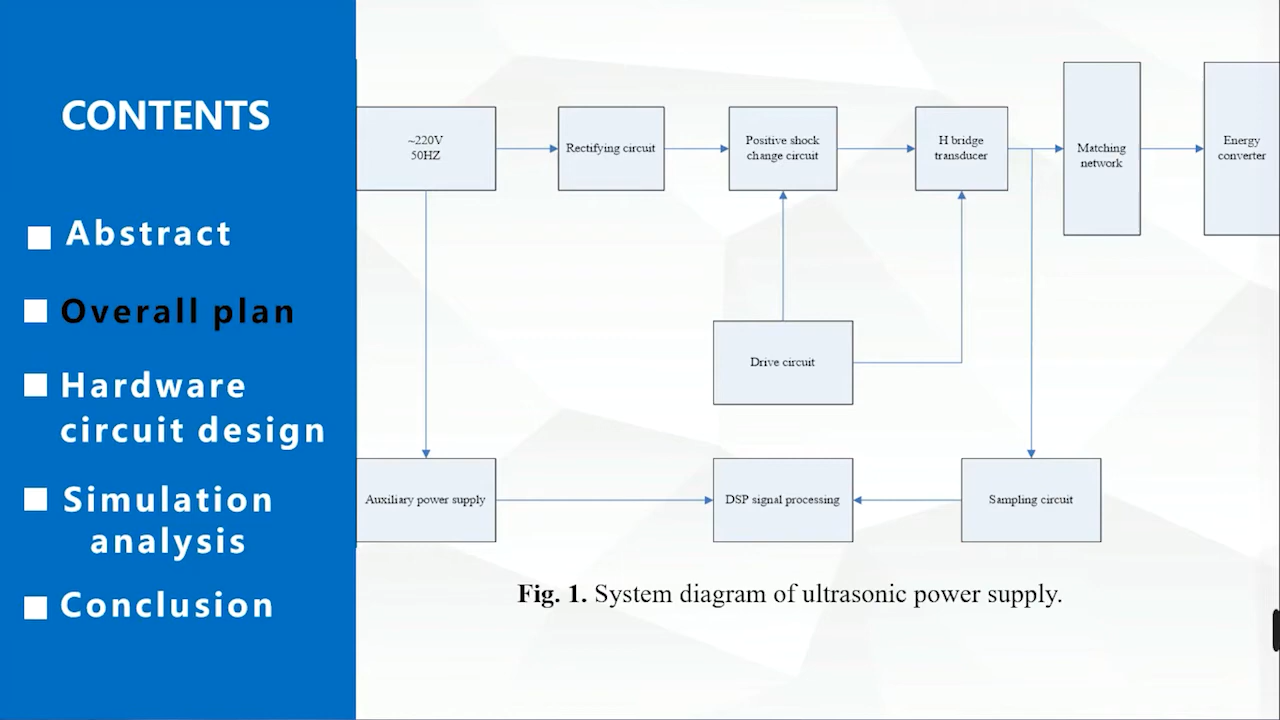 CONTENTS
Abstract
Overall plan
Hardware
circuit design
Simulation
analysis
Conclusion
~220V
50HZ
Rectifying circuit
Positive shock
change circuit
H bridge
transducer
Matching
network
Energy
converter
Drive circuit
Auxiliary power supply
DSP signal processing
Sampling circuit
Fig. 1. System diagram of ultrasonic power supply.